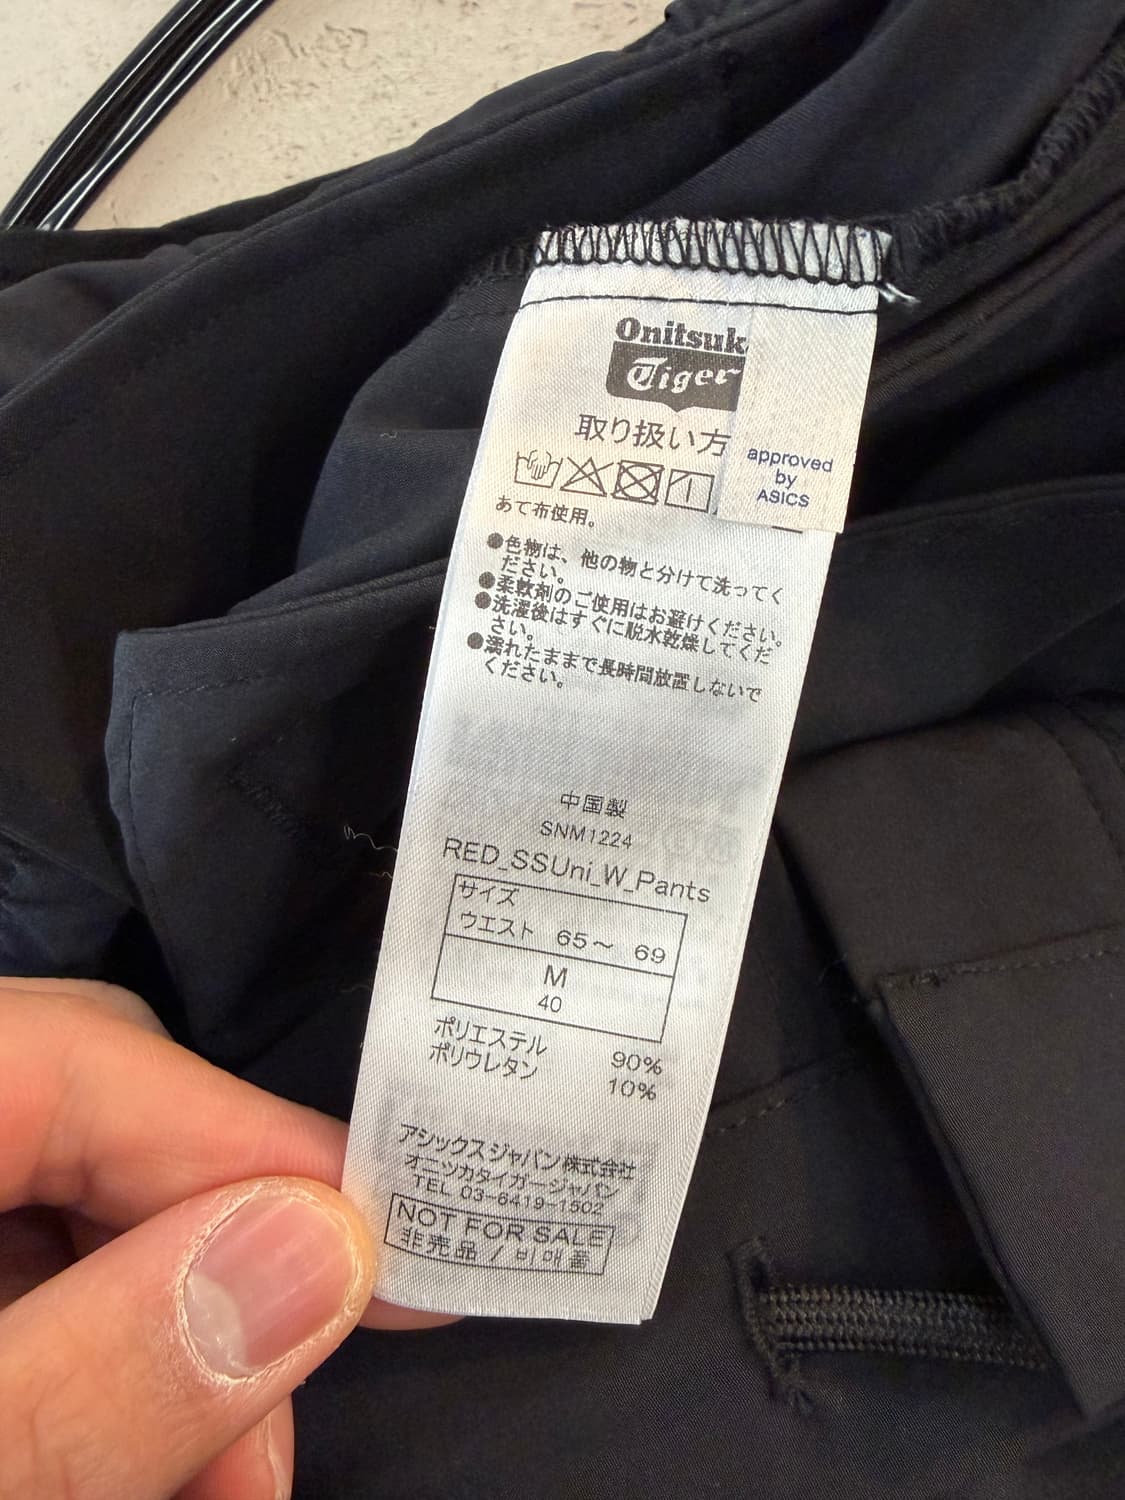 Onitsuk
Tiger
取り扱い方
approved
by
ASICS
あて布使用。
●色物は、他の物と分けて洗ってく
ださい。
●柔軟剤のご使用はお避けください。
●洗濯後はすぐに脱水乾燥してくだ
さい。
●濡れたままで長時間放置しないで
ください。
中国製
SNM1224
RED_SSUni_W_Pants
サイズ
ウエスト 65～ 69
M
40
ポリエステル 90%
ポリウレタン 10%
アシックスジャパン株式会社
オニツカタイガージャパン
TEL 03-6419-1502
NOT FOR SALE
非売品 / 비매품